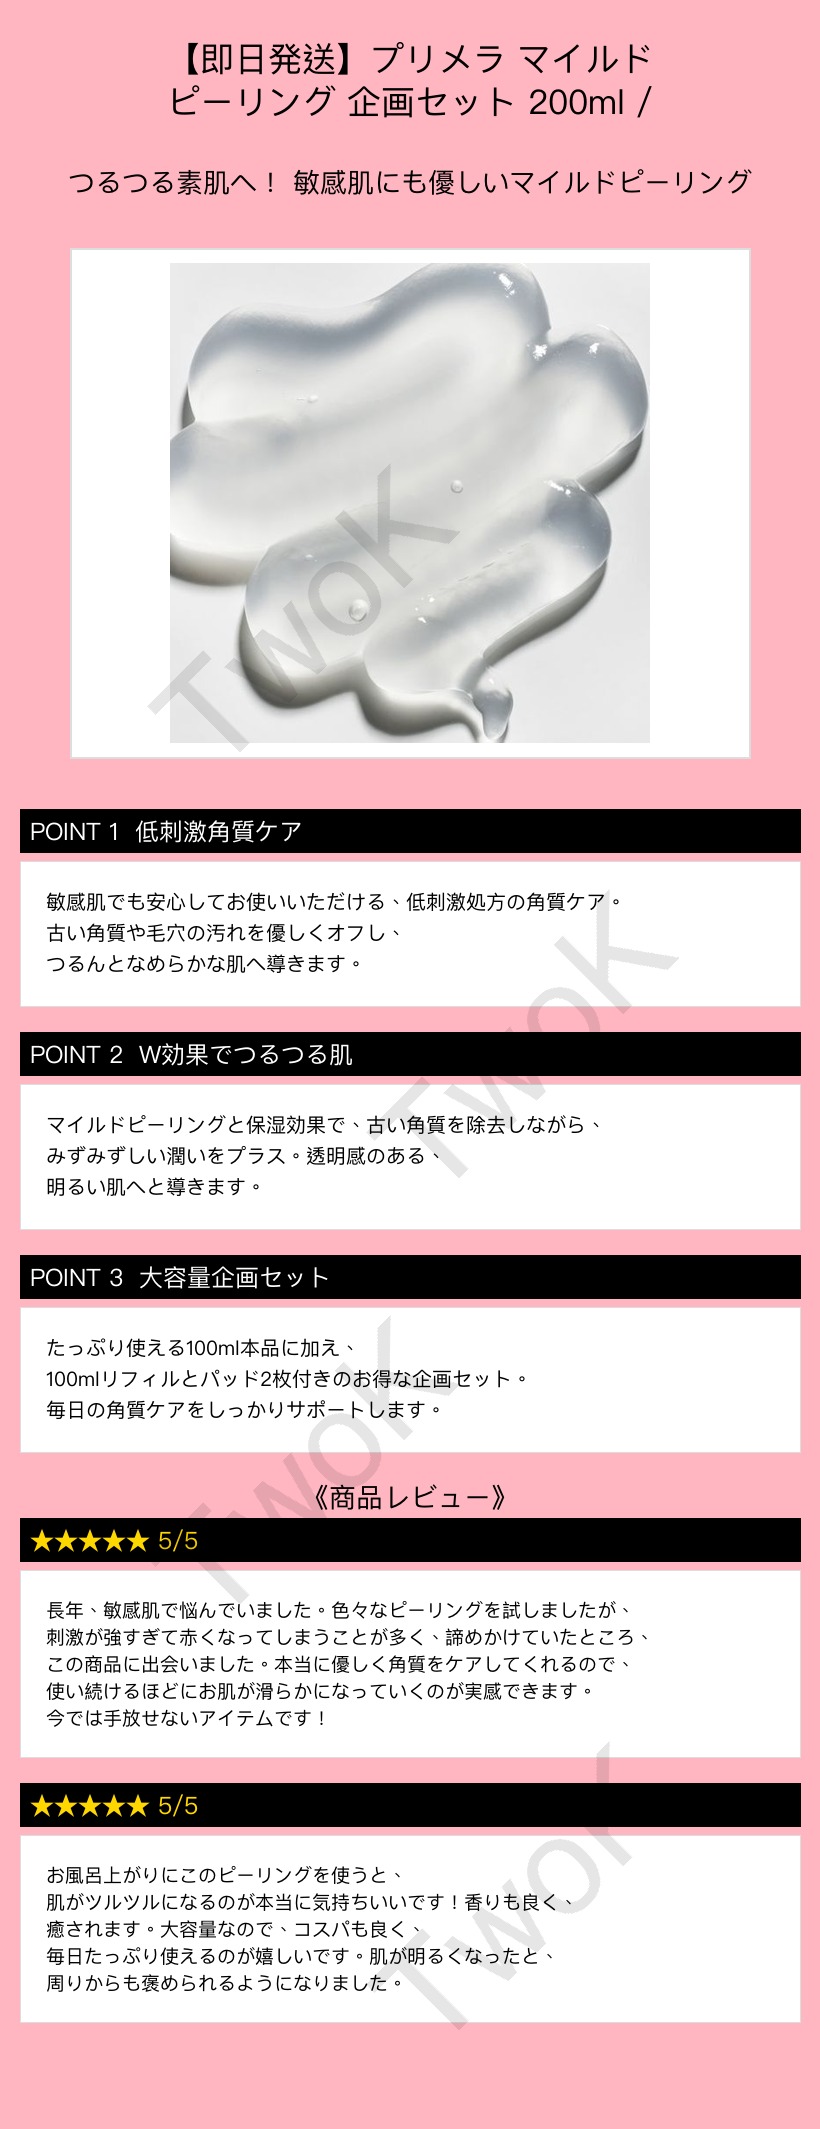 【即日発送】プリメラ マイルド
ピーリング 企画セット 200ml /
つるつる素肌へ！ 敏感肌にも優しいマイルドピーリング
TwoK
POINT 1 低刺激角質ケア
敏感肌でも安心してお使いいただける、低刺激処方の角質ケア。
古い角質や毛穴の汚れを優しくオフし、
つるんとなめらかな肌へ導きます。
TwoK
POINT 2 W効果でつるつる肌
マイルドピーリングと保湿効果で、古い角質を除去しながら、
みずみずしい潤いをプラス。透明感のある、
明るい肌へと導きます。
POINT 3 大容量企画セット
たっぷり使える100ml本品に加え、
100mlリフィルとパッド2枚付きのお得な企画セット。
毎日の角質ケアをしっかりサポートします。
TwoK
《商品レビュー》
★★★★★ 5/5
長年、敏感肌で悩んでいました。色々なピーリングを試しましたが、
刺激が強すぎて赤くなってしまうことが多く、諦めかけていたところ、
この商品に出会いました。本当に優しく角質をケアしてくれるので、
使い続けるほどにお肌が滑らかになっていくのが実感できます。
今では手放せないアイテムです！
★★★★★ 5/5
お風呂上がりにこのピーリングを使うと、
肌がツルツルになるのが本当に気持ちいいです！香りも良く、
癒されます。大容量なので、コスパも良く、
毎日たっぷり使えるのが嬉しいです。肌が明るくなったと、
周りからも褒められるようになりました。
TwoK